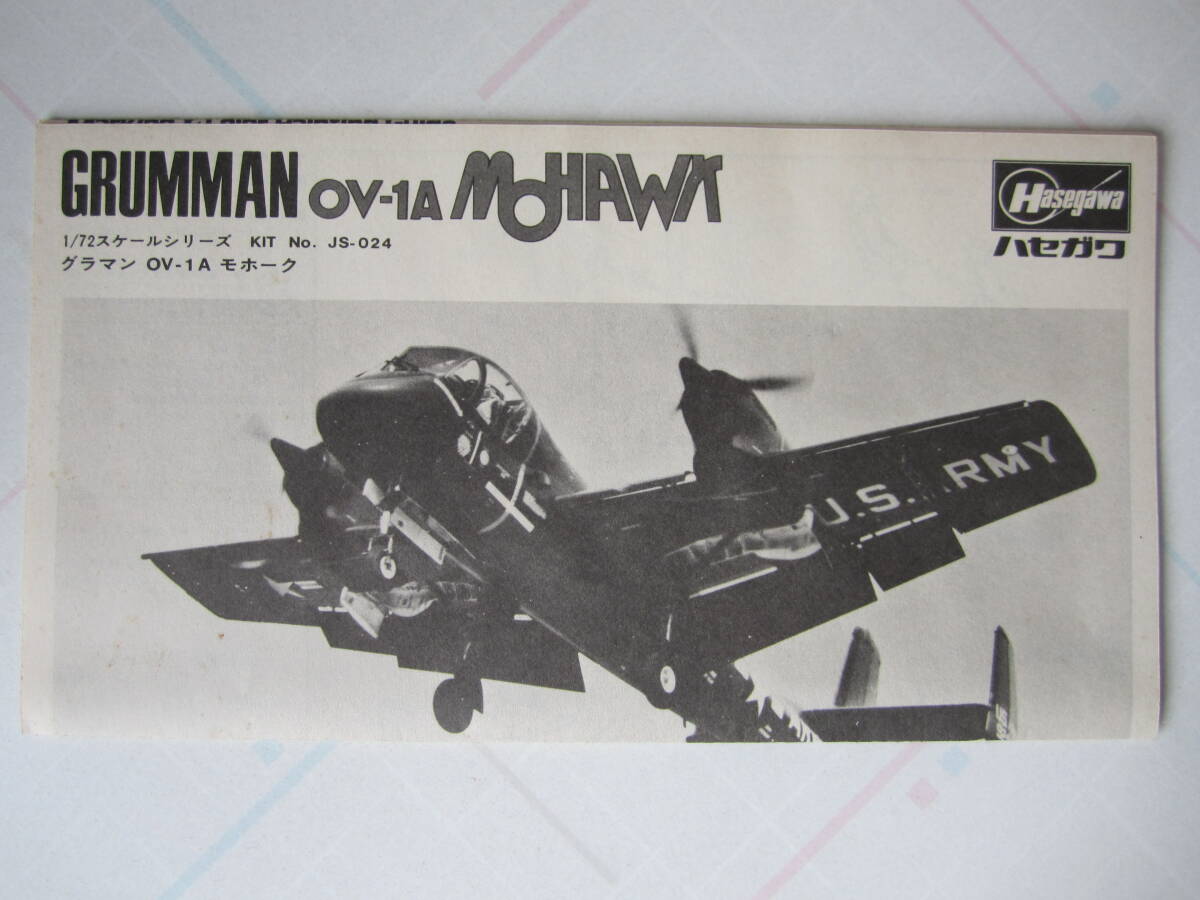 GRUMMAN OV-1A MOHAWK
1/72スケールシリーズ KIT No. JS-024
グラマン OV-1A モホーク
Hasegawa
ハセガワ
U.S. ARMY